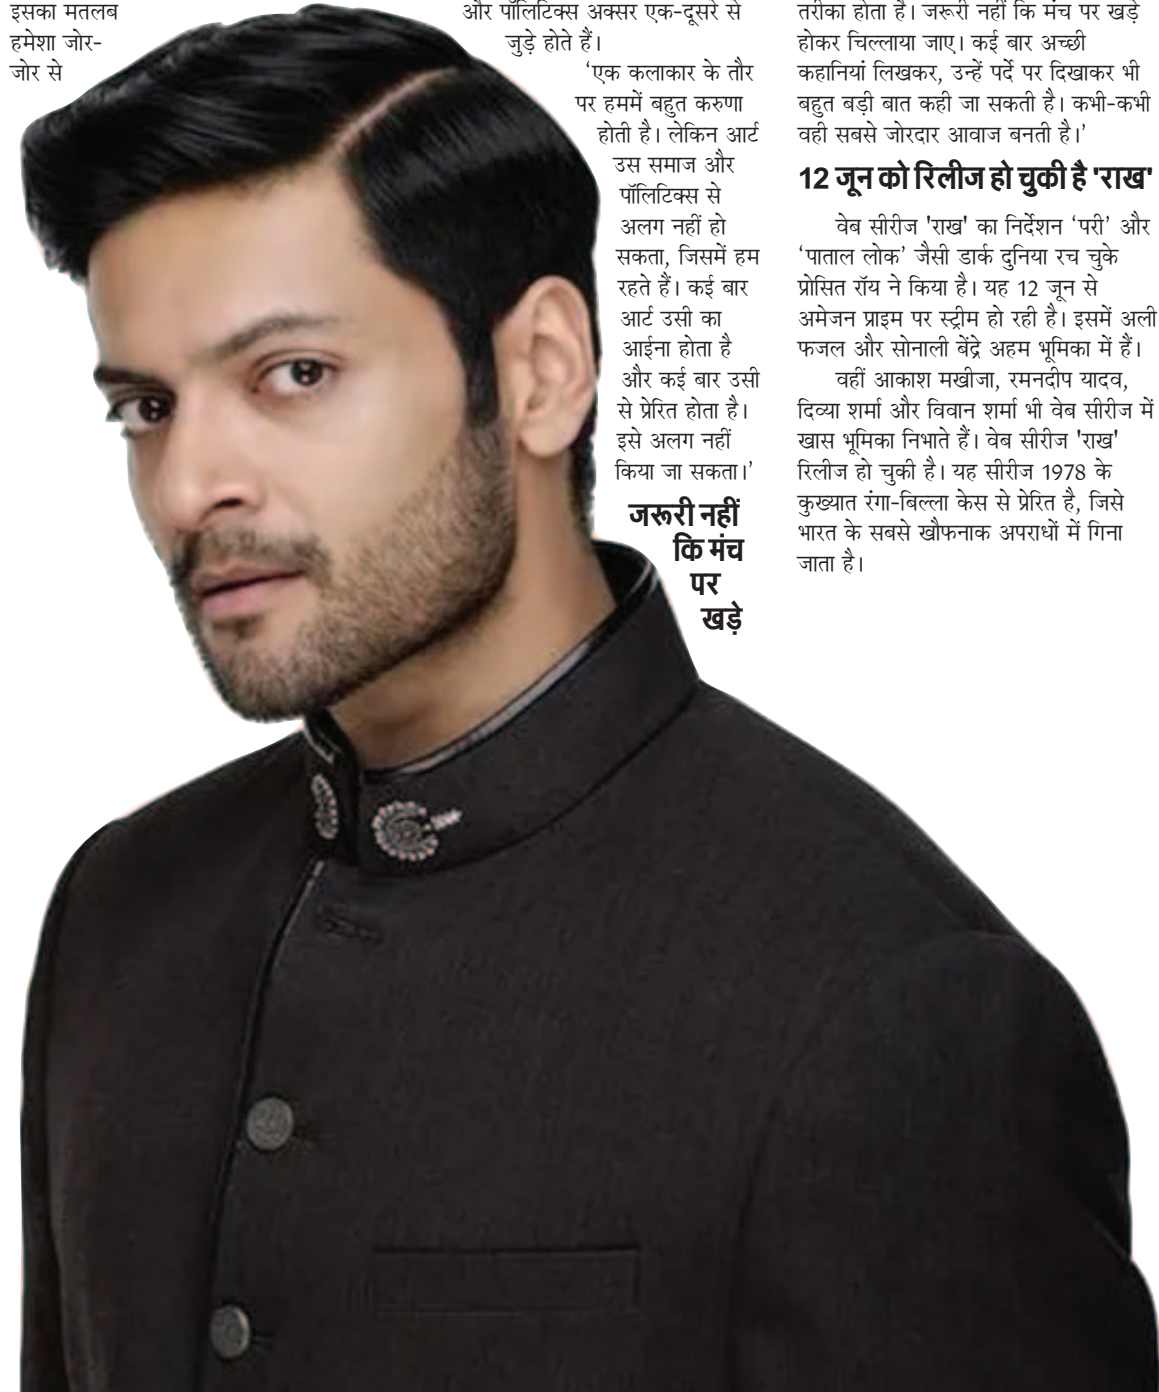 इसका मतलब
हमेशा जोर-
जोर से
और पॉलिटिक्स अक्सर एक-दूसरे से
जुड़े होते हैं।
‘एक कलाकार के तौर
पर हममें बहुत करुणा
होती है। लेकिन आर्ट
उस समाज और
पॉलिटिक्स से
अलग नहीं हो
सकता, जिसमें हम
रहते हैं। कई बार
आर्ट उसी का
आईना होता है
और कई बार उसी
से प्रेरित होता है।
इसे अलग नहीं
किया जा सकता।’
जरूरी नहीं
कि मंच
पर
खड़े
तरीका होता है। जरूरी नहीं कि मंच पर खड़े
होकर चिल्लाया जाए। कई बार अच्छी
कहानियां लिखकर, उन्हें पर्दे पर दिखाकर भी
बहुत बड़ी बात कही जा सकती है। कभी-कभी
वही सबसे जोरदार आवाज बनती है।’
12 जून को रिलीज हो चुकी है 'राख'
वेब सीरीज 'राख' का निर्देशन ‘परी’ और
‘पाताल लोक’ जैसी डार्क दुनिया रच चुके
प्रोसित रॉय ने किया है। यह 12 जून से
अमेजन प्राइम पर स्ट्रीम हो रही है। इसमें अली
फजल और सोनाली बेंद्रे अहम भूमिका में हैं।
वहीं आकाश मखीजा, रमनदीप यादव,
दिव्या शर्मा और विवान शर्मा भी वेब सीरीज में
खास भूमिका निभाते हैं। वेब सीरीज 'राख'
रिलीज हो चुकी है। यह सीरीज 1978 के
कुख्यात रंगा-बिल्ला केस से प्रेरित है, जिसे
भारत के सबसे खौफनाक अपराधों में गिना
जाता है।